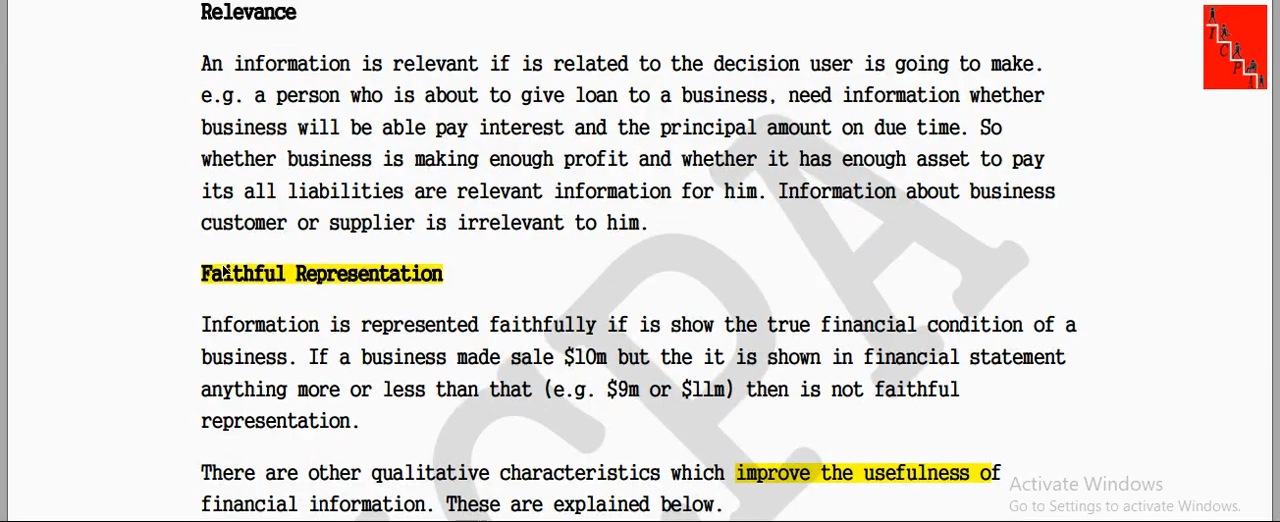 Relevance
An information is relevant if is related to the decision user is going to make.
e.g. a person who is about to give loan to a business, need information whether
business will be able pay interest and the principal amount on due time. So
whether business is making enough profit and whether it has enough asset to pay
its all liabilities are relevant information for him. Information about business
customer or supplier is irrelevant to him.
Faithful Representation
Information is represented faithfully if is show the true financial condition of a
business. If a business made sale $10m but the it is shown in financial statement
anything more or less than that (e.g. $9m or $11m) then is not faithful
representation.
There are other qualitative characteristics which improve the usefulness of
financial information. These are explained below.
Activate Windows
Go to Settings to activate Windows.
CPA
T
C
P
A